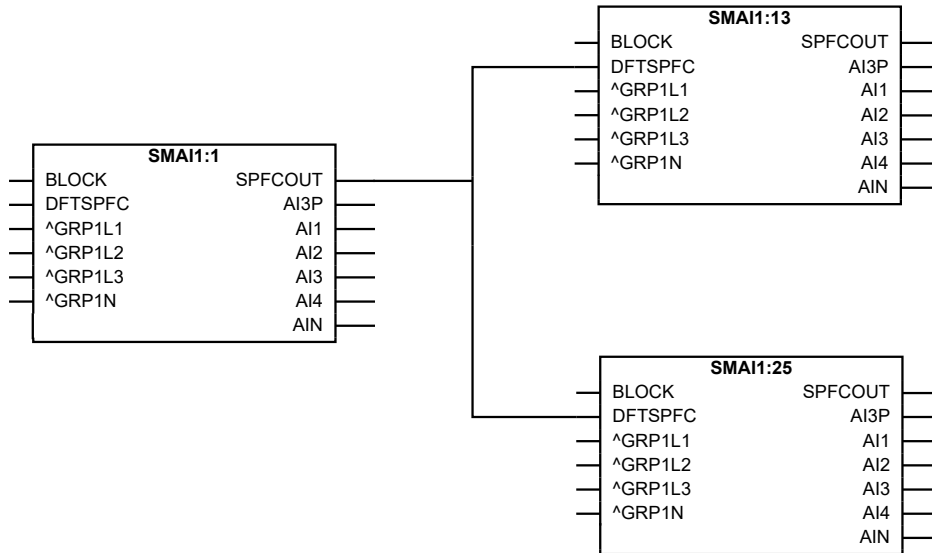 SMAI1:13
BLOCK SPFCOUT
DFTSPFC AI3P
^GRP1L1 AI1
^GRP1L2 AI2
^GRP1L3 AI3
^GRP1N AI4
AIN
SMAI1:1
BLOCK SPFCOUT
DFTSPFC AI3P
^GRP1L1 AI1
^GRP1L2 AI2
^GRP1L3 AI3
^GRP1N AI4
AIN
SMAI1:25
BLOCK SPFCOUT
DFTSPFC AI3P
^GRP1L1 AI1
^GRP1L2 AI2
^GRP1L3 AI3
^GRP1N AI4
AIN